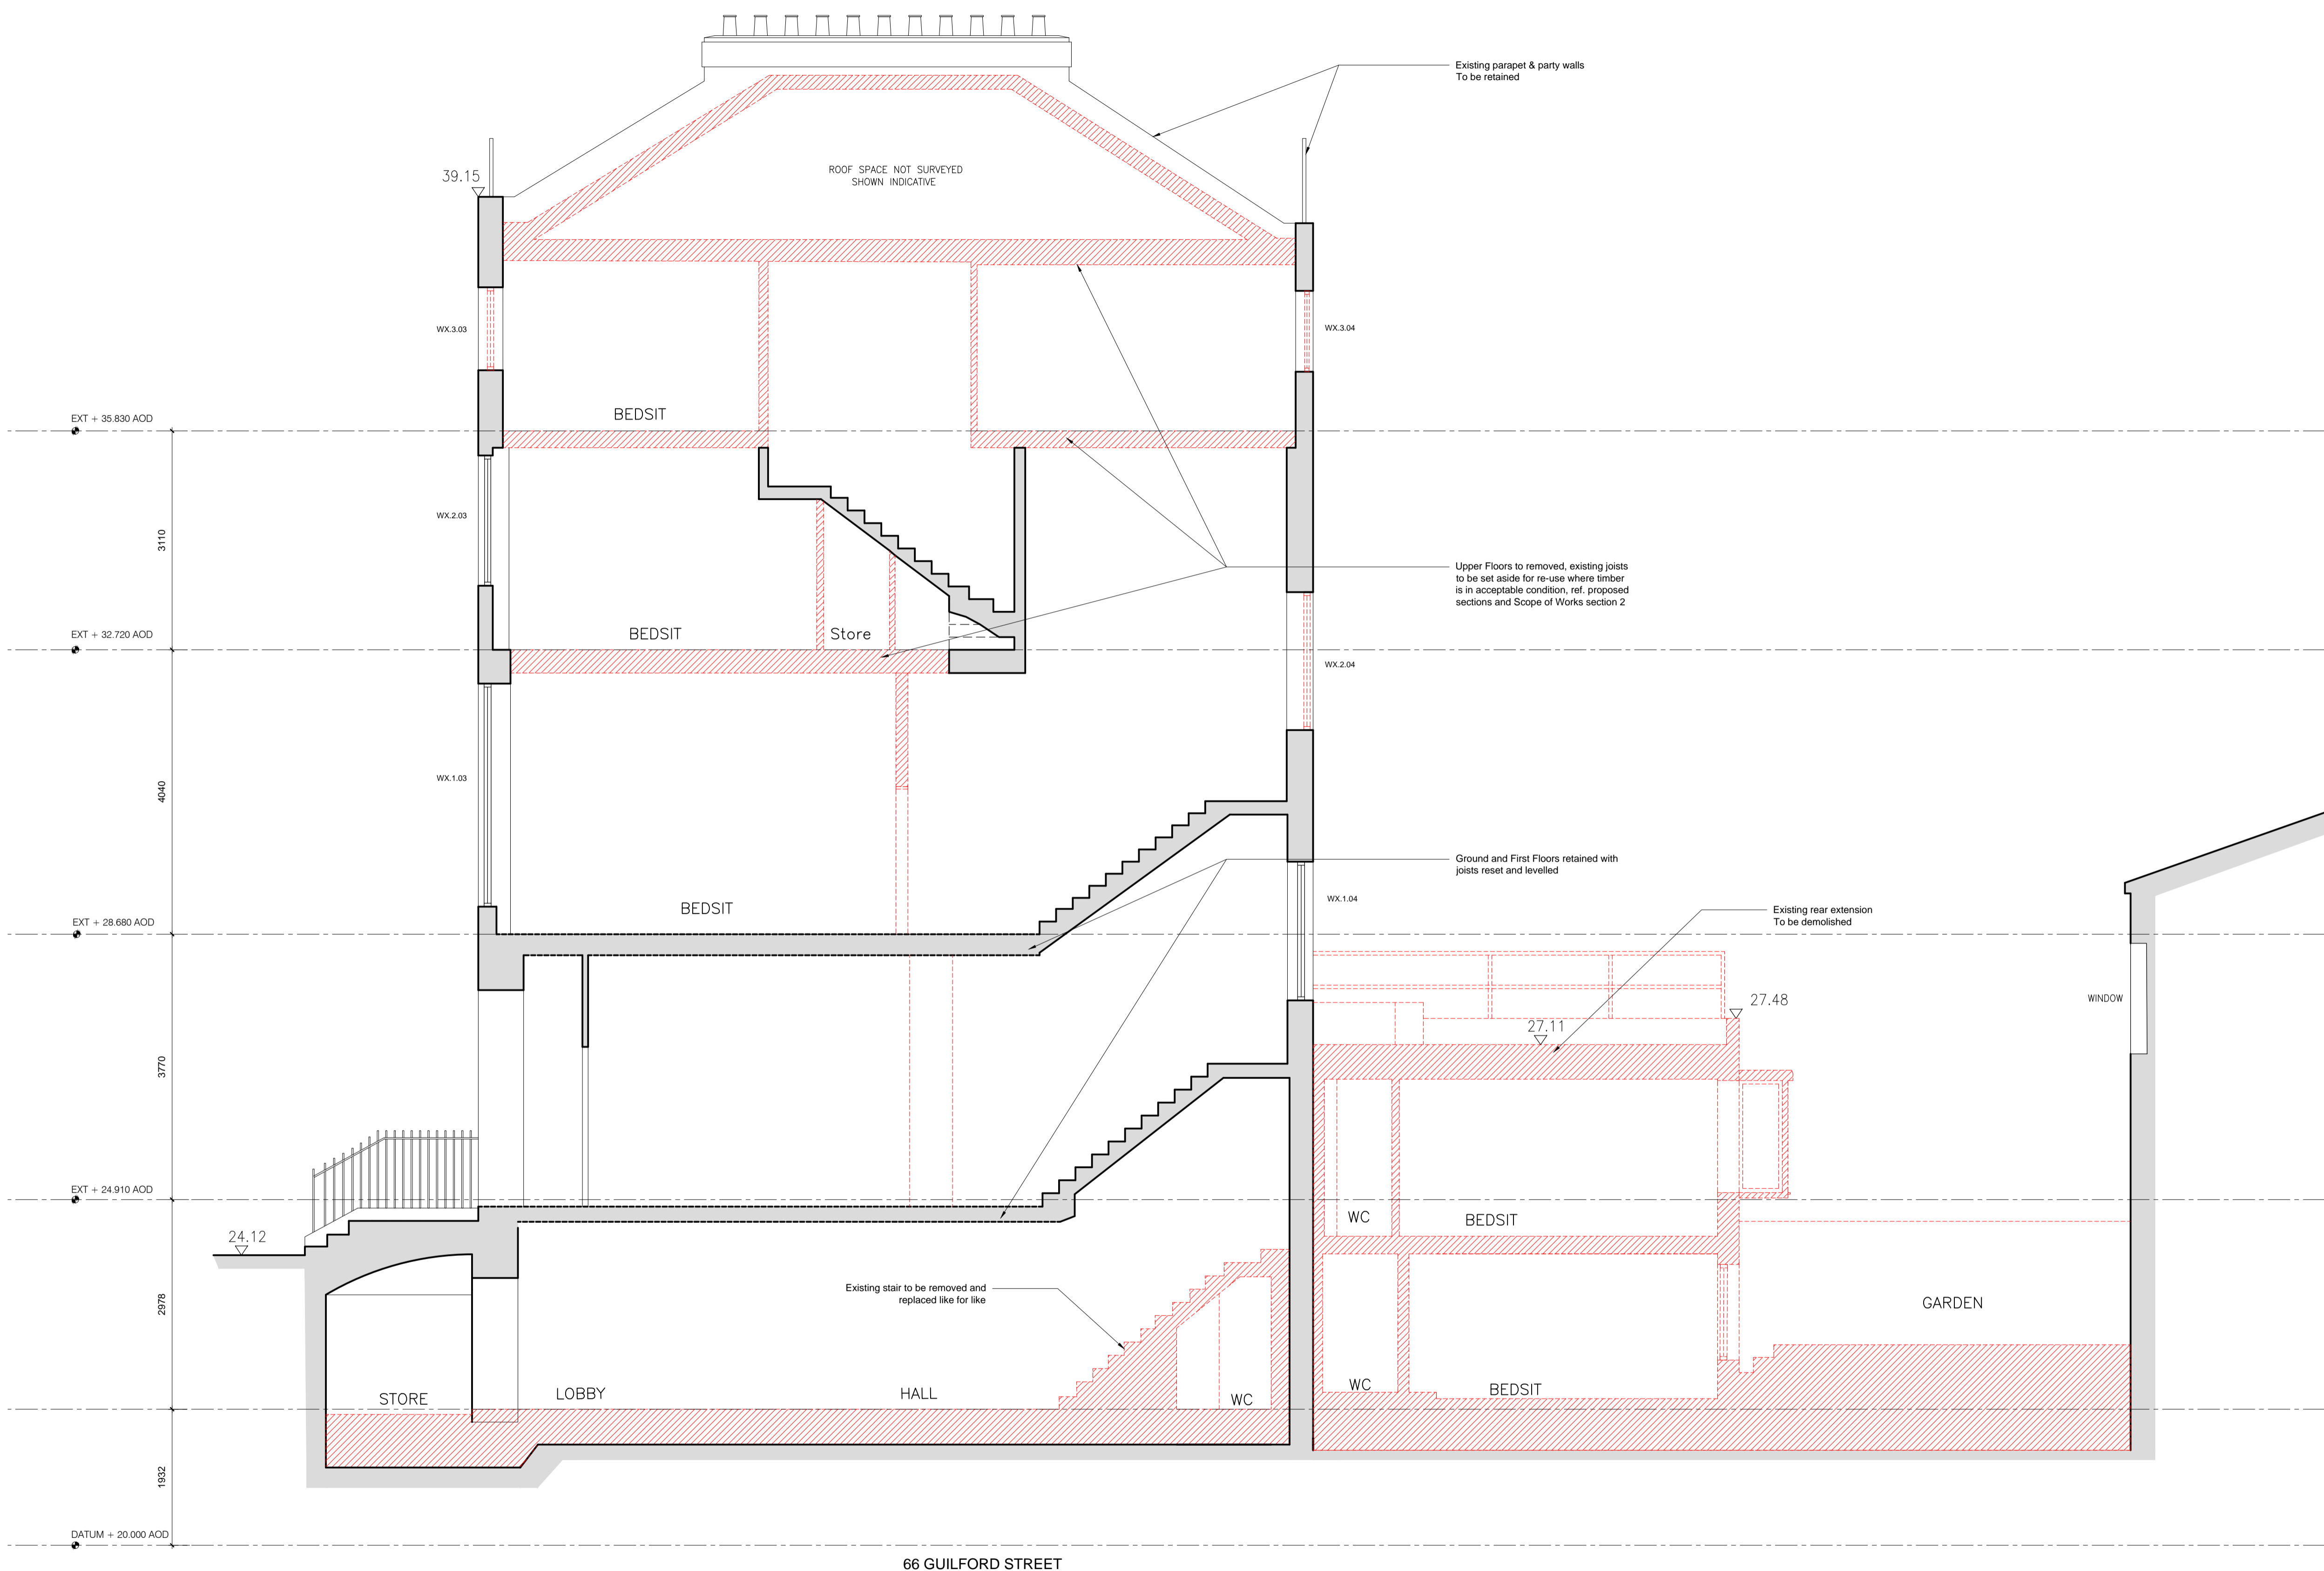 Existing parapet & party walls
To be retained
ROOF SPACE NOT SURVEYED
SHOWN INDICATIVE
39.15
WX.3.03
WX.3.04
BEDSIT
EXT + 35.830 AOD
WX.2.03
3110
Upper Floors to removed, existing joists
to be set aside for re-use where timber
is in acceptable condition, ref. proposed
sections and Scope of Works section 2
EXT + 32.720 AOD
BEDSIT
Store
WX.2.04
WX.1.03
4040
Ground and First Floors retained with
joists reset and levelled
WX.1.04
BEDSIT
Existing rear extension
To be demolished
EXT + 28.680 AOD
WINDOW
27.48
27.11
3770
EXT + 24.910 AOD
WC
BEDSIT
24.12
Existing stair to be removed and
replaced like for like
2978
GARDEN
STORE
LOBBY
HALL
WC
WC
BEDSIT
1932
DATUM + 20.000 AOD
66 GUILFORD STREET